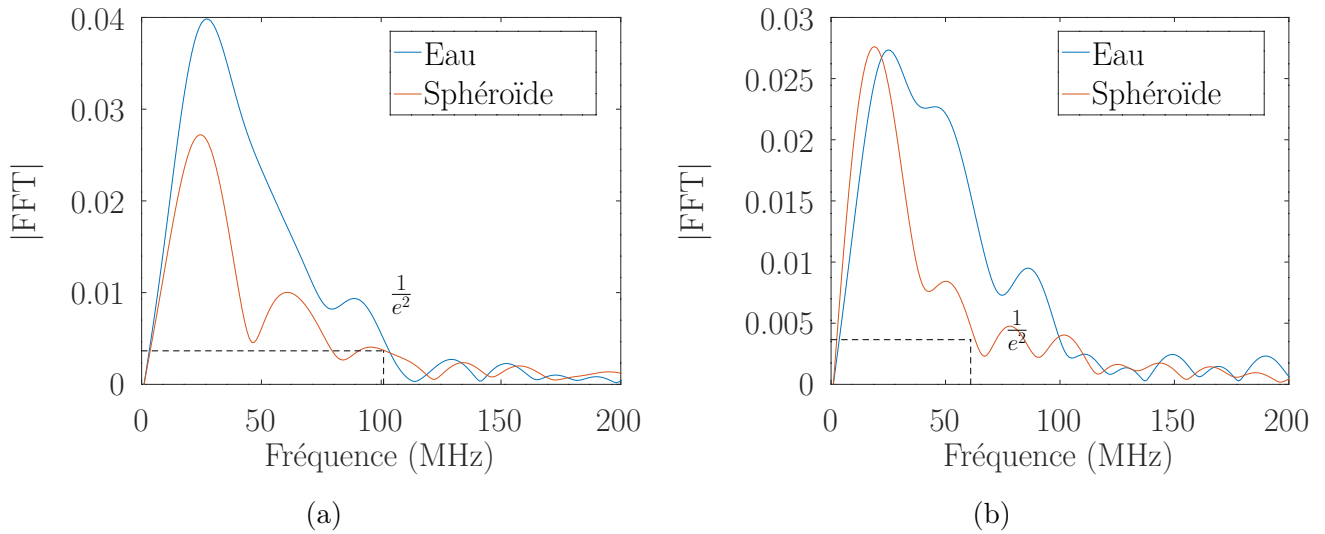 |FFT|
0.04
0.03
0.02
0.01
0
Eau
Sphéroïde
1
e²
0 50 100 150 200
Fréquence (MHz)
(a)
|FFT|
0.03
0.025
0.02
0.015
0.01
0.005
0
Eau
Sphéroïde
1
e²
0 50 100 150 200
Fréquence (MHz)
(b)